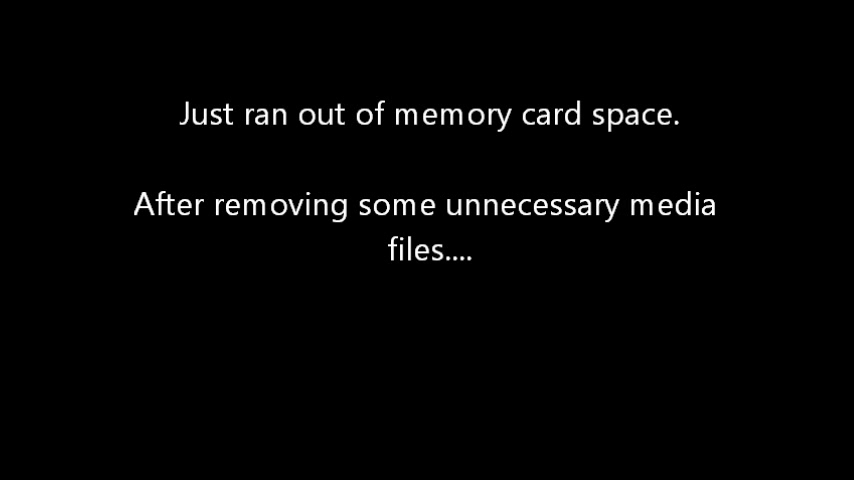 Just ran out of memory card space.
After removing some unnecessary media
files....